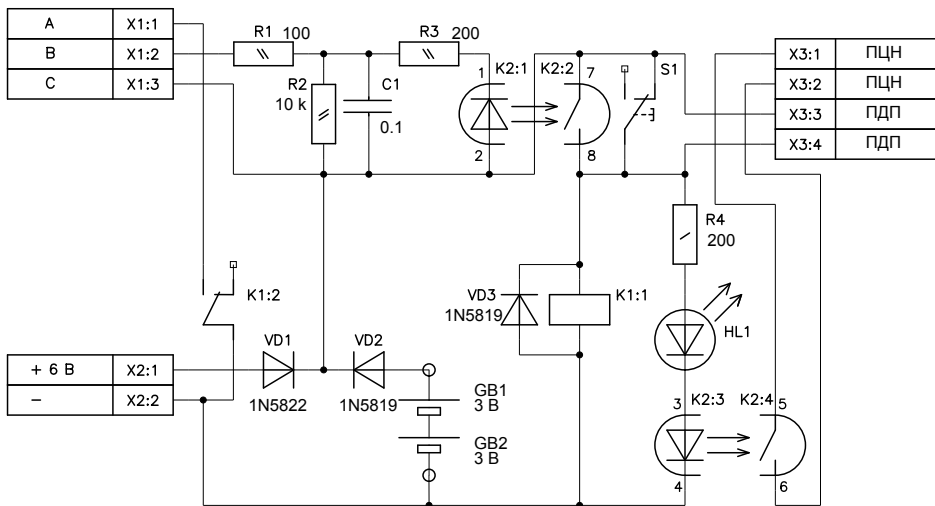 A X1:1
B X1:2
C X1:3
R1 100
R3 200
R2
10 k
C1
0.1
1 K2:1
2
K2:2 7
8
S1
X3:1 ПЦН
X3:2 ПЦН
X3:3 ПДП
X3:4 ПДП
R4
200
K1:2
VD3
1N5819
K1:1
HL1
+ 6 В X2:1
– X2:2
VD1
1N5822
VD2
1N5819
GB1
3 В
GB2
3 В
3 K2:3
4
K2:4 5
6